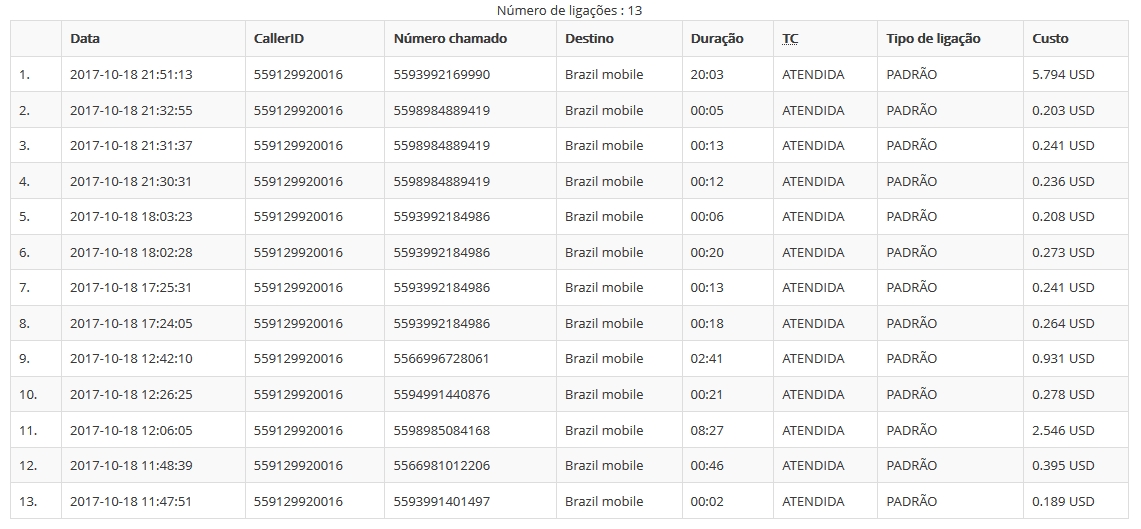 Número de ligações : 13
Data CallerID Número chamado Destino Duração TC Tipo de ligação Custo
1. 2017-10-18 21:51:13 559129920016 5593992169990 Brazil mobile 20:03 ATENDIDA PADRÃO 5.794 USD
2. 2017-10-18 21:32:55 559129920016 5598984889419 Brazil mobile 00:05 ATENDIDA PADRÃO 0.203 USD
3. 2017-10-18 21:31:37 559129920016 5598984889419 Brazil mobile 00:13 ATENDIDA PADRÃO 0.241 USD
4. 2017-10-18 21:30:31 559129920016 5598984889419 Brazil mobile 00:12 ATENDIDA PADRÃO 0.236 USD
5. 2017-10-18 18:03:23 559129920016 5593992184986 Brazil mobile 00:06 ATENDIDA PADRÃO 0.208 USD
6. 2017-10-18 18:02:28 559129920016 5593992184986 Brazil mobile 00:20 ATENDIDA PADRÃO 0.273 USD
7. 2017-10-18 17:25:31 559129920016 5593992184986 Brazil mobile 00:13 ATENDIDA PADRÃO 0.241 USD
8. 2017-10-18 17:24:05 559129920016 5593992184986 Brazil mobile 00:18 ATENDIDA PADRÃO 0.264 USD
9. 2017-10-18 12:42:10 559129920016 5566996728061 Brazil mobile 02:41 ATENDIDA PADRÃO 0.931 USD
10. 2017-10-18 12:26:25 559129920016 5594991440876 Brazil mobile 00:21 ATENDIDA PADRÃO 0.278 USD
11. 2017-10-18 12:06:05 559129920016 5598985084168 Brazil mobile 08:27 ATENDIDA PADRÃO 2.546 USD
12. 2017-10-18 11:48:39 559129920016 5566981012206 Brazil mobile 00:46 ATENDIDA PADRÃO 0.395 USD
13. 2017-10-18 11:47:51 559129920016 5593991401497 Brazil mobile 00:02 ATENDIDA PADRÃO 0.189 USD